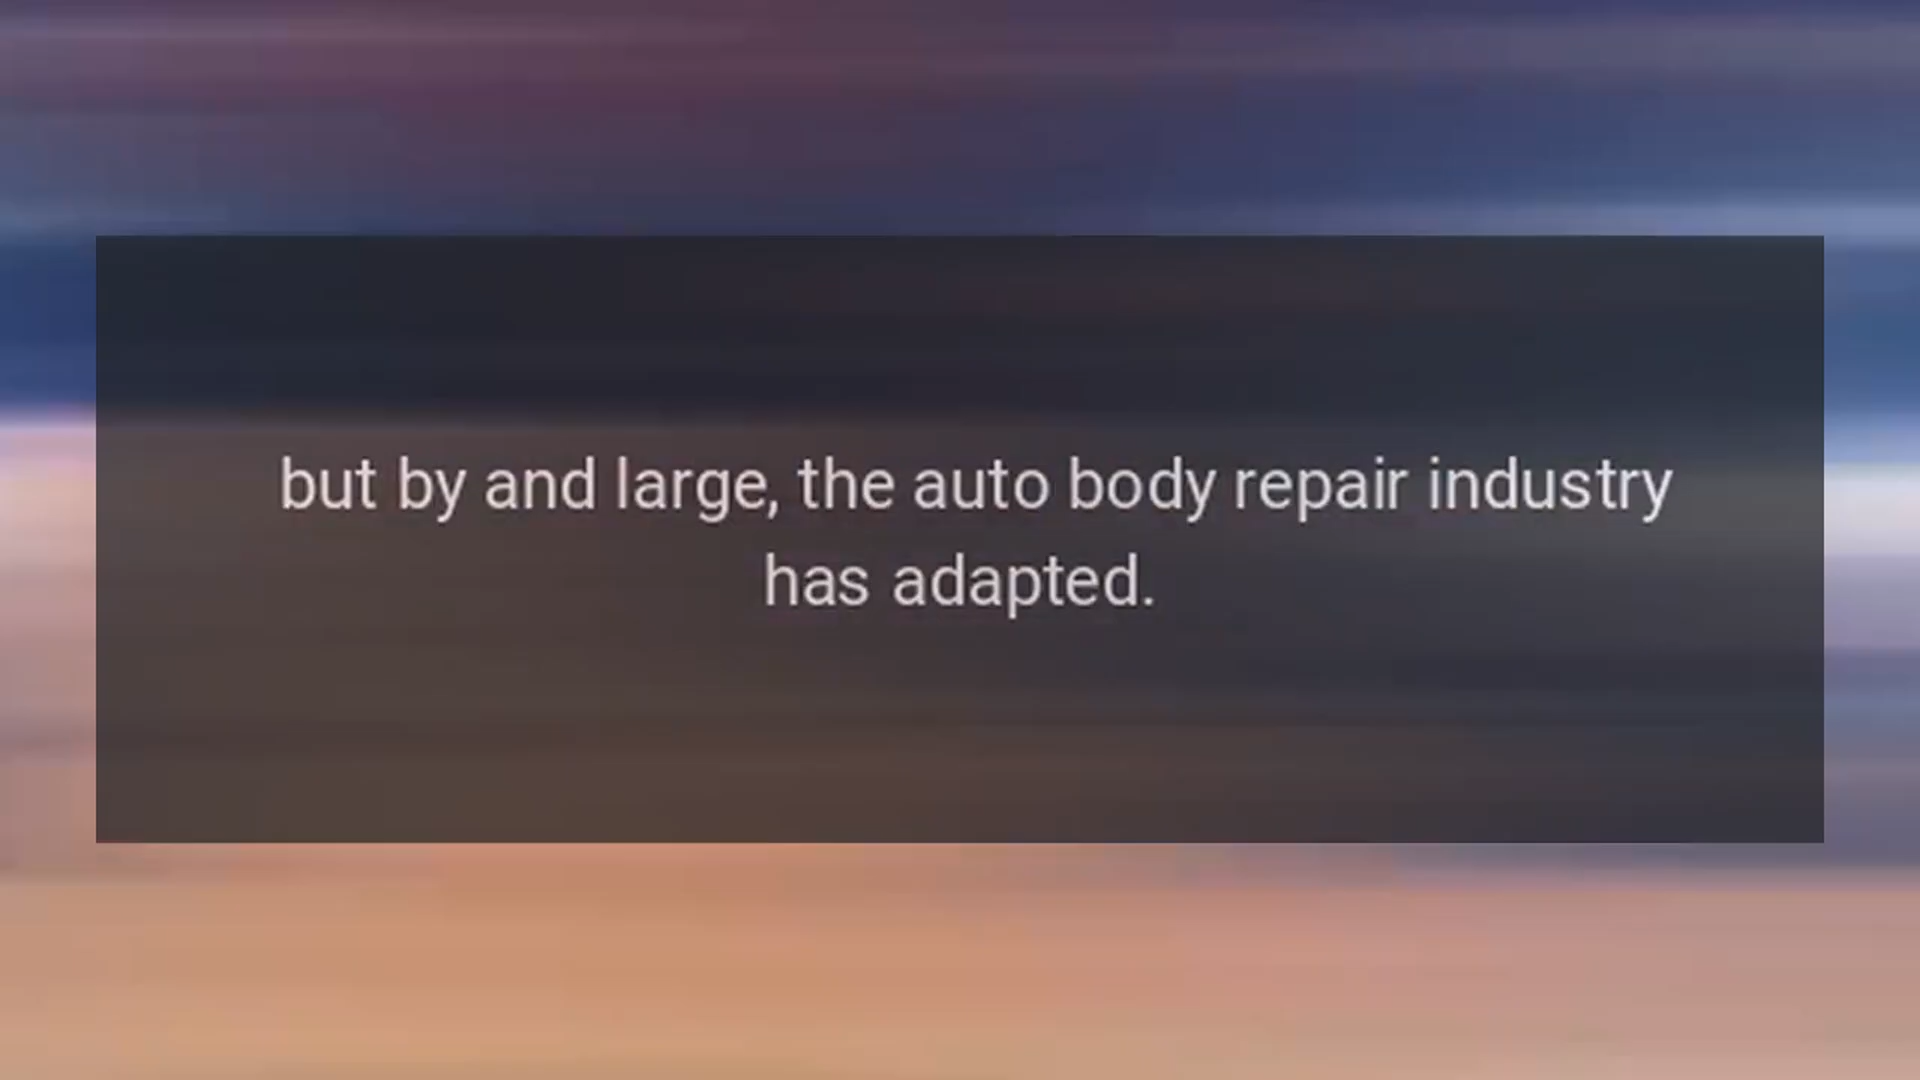 but by and large, the auto body repair industry
has adapted.